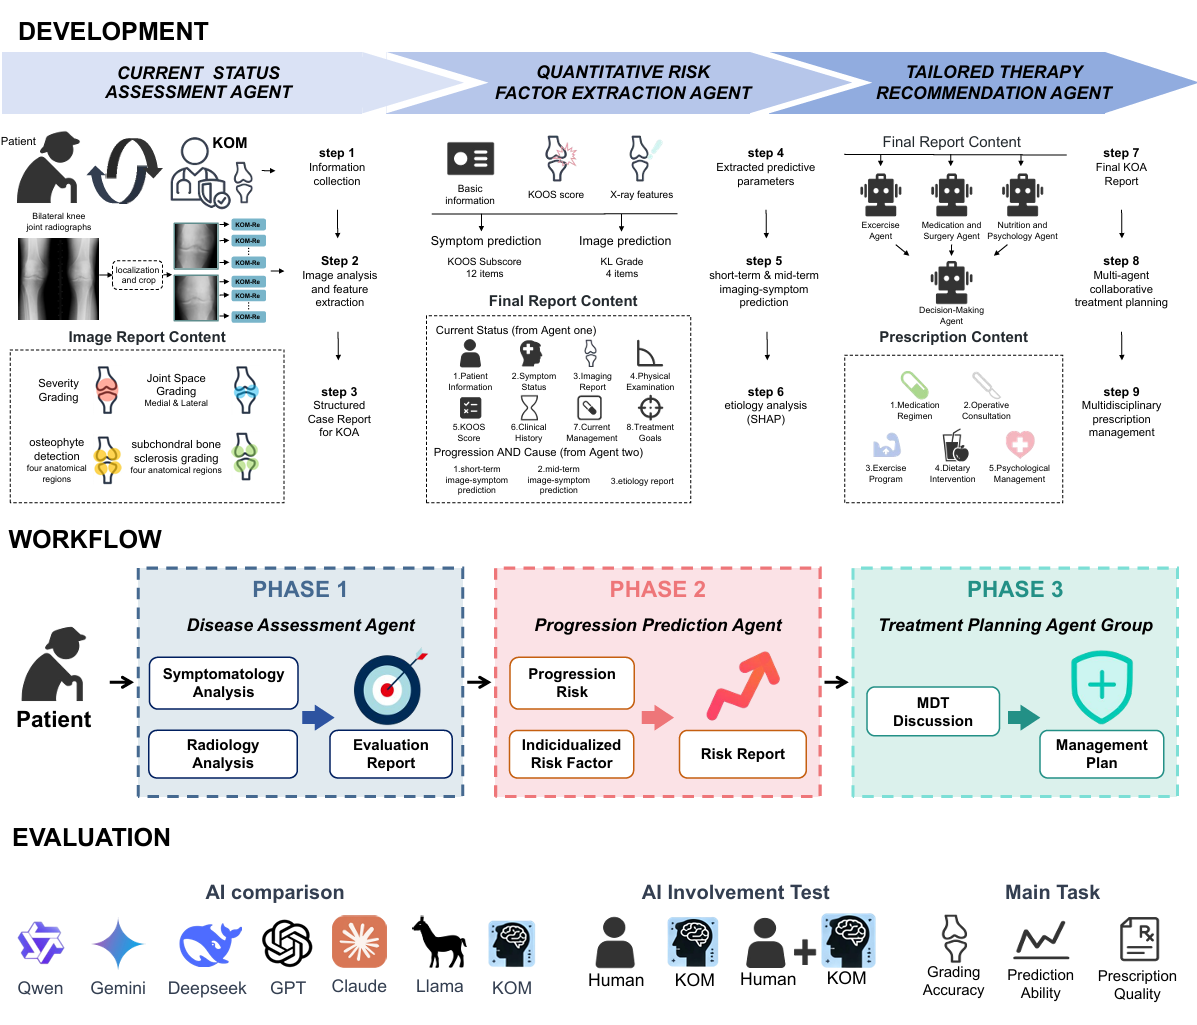 DEVELOPMENT
CURRENT STATUS
ASSESSMENT AGENT
QUANTITATIVE RISK
FACTOR EXTRACTION AGENT
TAILORED THERAPY
RECOMMENDATION AGENT
Patient
KOM
step 1
Information
collection
Bilateral knee
joint radiographs
localization
and crop
KOM-Re
KOM-Re
KOM-Re
KOM-Re
KOM-Re
KOM-Re
Step 2
Image analysis
and feature
extraction
Image Report Content
Severity
Grading
Joint Space
Grading
Medial & Lateral
osteophyte
detection
four anatomical
regions
subchondral bone
sclerosis grading
four anatomical regions
step 3
Structured
Case Report
for KOA
Basic
information
KOOS score
X-ray features
Symptom prediction
KOOS Subscore
12 items
Image prediction
KL Grade
4 items
Final Report Content
Current Status (from Agent one)
1.Patient
Information
2.Symptom
Status
3.Imaging
Report
4.Physical
Examination
5.KOOS
Score
6.Clinical
History
7.Current
Management
8.Treatment
Goals
Progression AND Cause (from Agent two)
1.short-term
image-symptom
prediction
2.mid-term
image-symptom
prediction
3.etiology report
step 4
Extracted predictive
parameters
step 5
short-term & mid-term
imaging-symptom
prediction
step 6
etiology analysis
(SHAP)
Final Report Content
Excercise
Agent
Medication and
Surgery Agent
Nutrition and
Psychology Agent
Decision-Making
Agent
Prescription Content
1.Medication
Regimen
2.Operative
Consultation
3.Exercise
Program
4.Dietary
Intervention
5.Psychological
Management
step 7
Final KOA
Report
step 8
Multi-agent
collaborative
treatment planning
step 9
Multidisciplinary
prescription
management
WORKFLOW
Patient
PHASE 1
Disease Assessment Agent
Symptomatology
Analysis
Radiology
Analysis
Evaluation
Report
PHASE 2
Progression Prediction Agent
Progression
Risk
Indicidualized
Risk Factor
Risk Report
PHASE 3
Treatment Planning Agent Group
MDT
Discussion
Management
Plan
EVALUATION
AI comparison
Qwen
Gemini
Deepseek
GPT
Claude
Llama
KOM
AI Involvement Test
Human
KOM
Human
+
KOM
Main Task
Grading
Accuracy
Prediction
Ability
Rx
Prescription
Quality